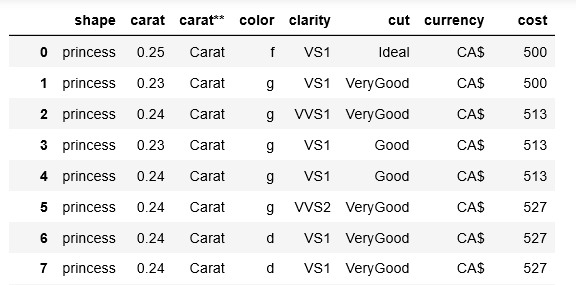 shape carat carat** color clarity cut currency cost
0 princess 0.25 Carat f VS1 Ideal CA$ 500
1 princess 0.23 Carat g VS1 VeryGood CA$ 500
2 princess 0.24 Carat g VVS1 VeryGood CA$ 513
3 princess 0.23 Carat g VS1 Good CA$ 513
4 princess 0.24 Carat g VS1 Good CA$ 513
5 princess 0.24 Carat g VVS2 VeryGood CA$ 527
6 princess 0.24 Carat d VS1 VeryGood CA$ 527
7 princess 0.24 Carat d VS1 VeryGood CA$ 527